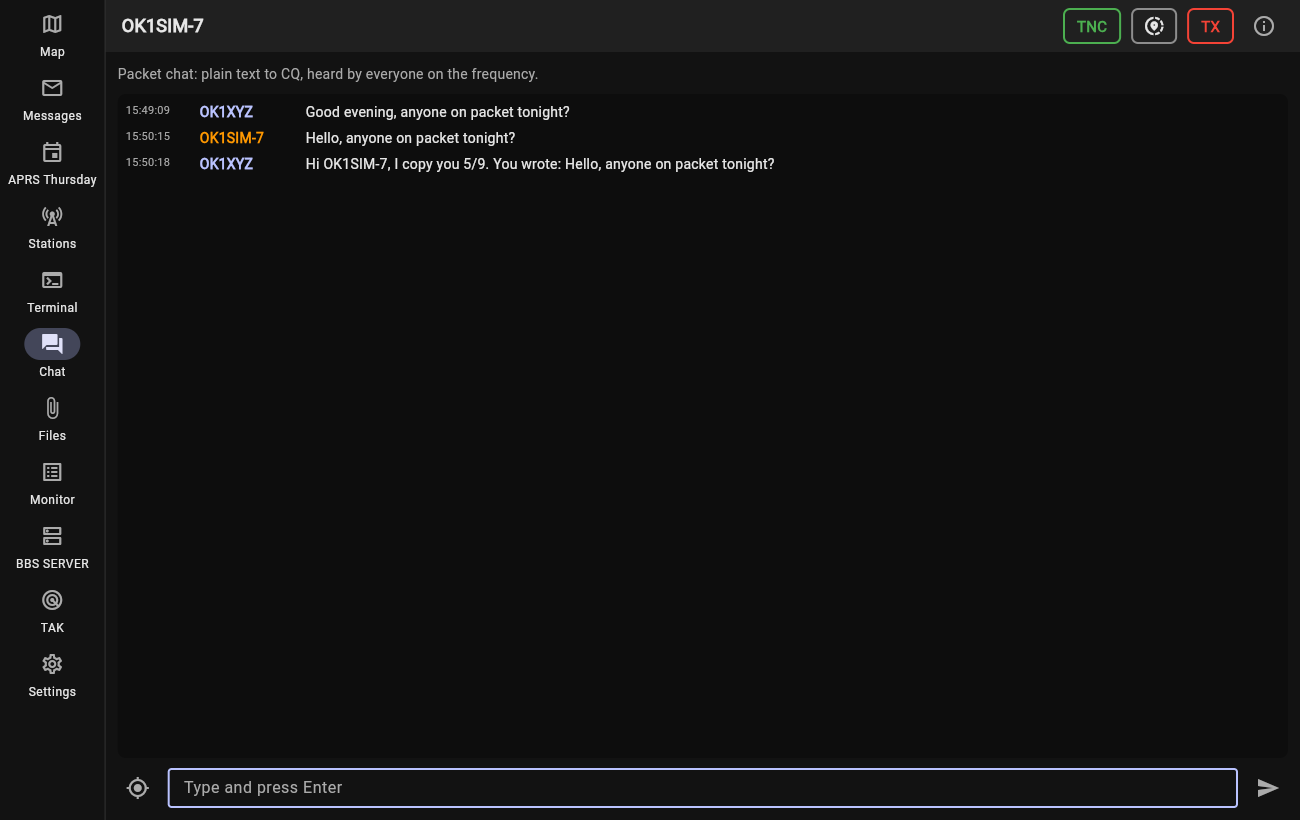 OK1SIM-7
TNC
TX
Map
Messages
APRS Thursday
Stations
Terminal
Chat
Files
Monitor
BBS SERVER
TAK
Settings
Packet chat: plain text to CQ, heard by everyone on the frequency.
15:49:09 OK1XYZ Good evening, anyone on packet tonight?
15:50:15 OK1SIM-7 Hello, anyone on packet tonight?
15:50:18 OK1XYZ Hi OK1SIM-7, I copy you 5/9. You wrote: Hello, anyone on packet tonight?
Type and press Enter